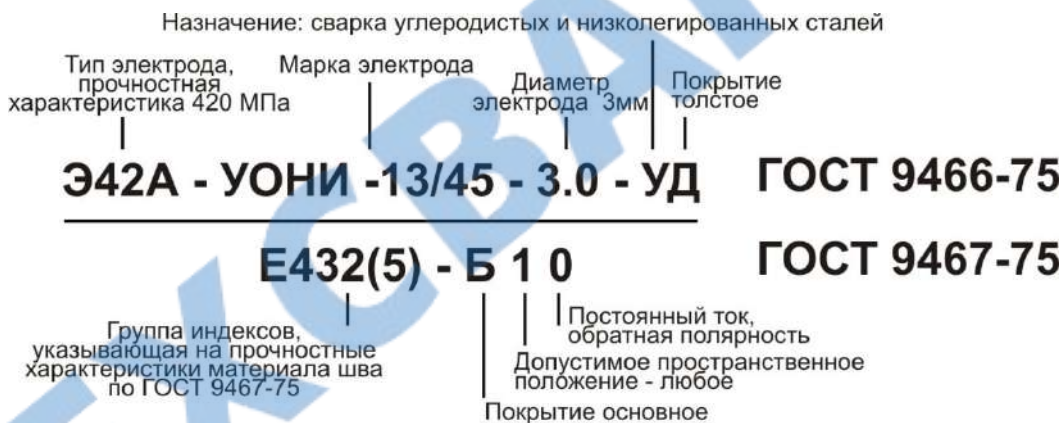 Назначение: сварка углеродистых и низколегированных сталей
Тип электрода,
прочностная
характеристика 420 МПа
Марка электрода
Диаметр
электрода 3мм
Покрытие
толстое
Э42А - УОНИ -13/45 - 3.0 - УД
ГОСТ 9466-75
Е432(5) - Б 1 0
ГОСТ 9467-75
Группа индексов,
указывающая на прочностные
характеристики материала шва
по ГОСТ 9467-75
Постоянный ток,
обратная полярность
Допустимое пространственное
положение - любое
Покрытие основное